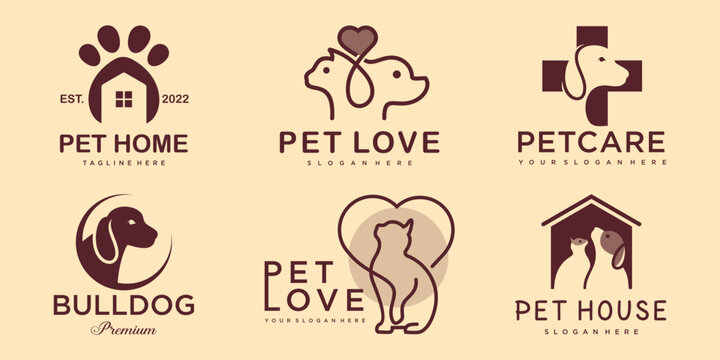 EST. 2022
PET HOME
TAGLINE HERE
PET LOVE
SLOGAN HERE
PETCARE
YOUR SLOGAN HERE
BULLDOG
Premium
PET
LOVE
YOUR SLOGAN HERE
PET HOUSE
SLOGAN HERE